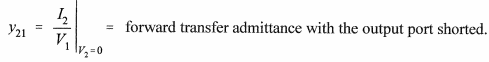 y21 = I2/V1 |V2=0 = forward transfer admittance with the output port shorted.